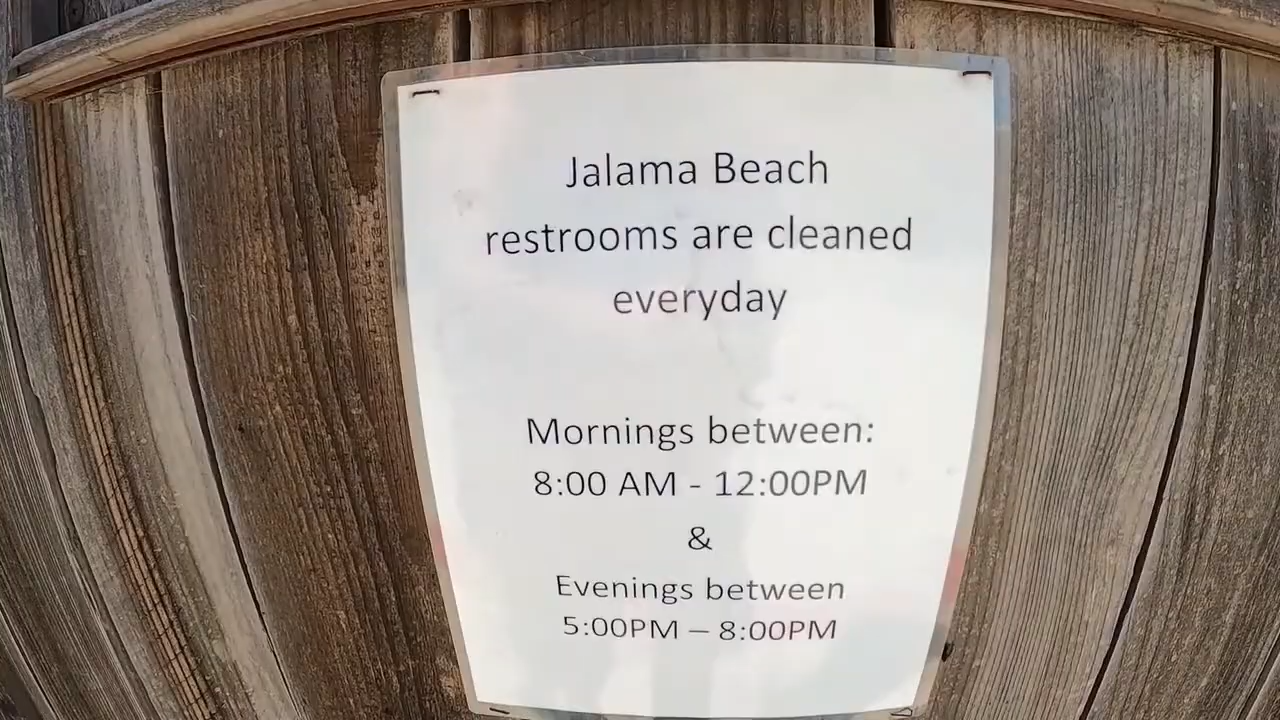 Jalama Beach
restrooms are cleaned
everyday
Mornings between:
8:00 AM - 12:00PM
&
Evenings between
5:00PM – 8:00PM